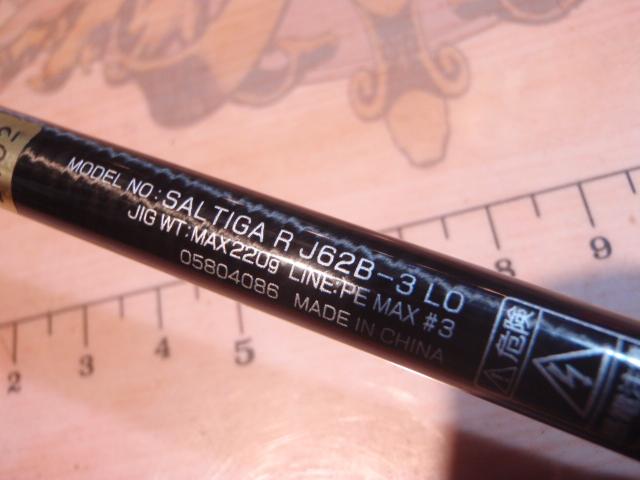 MODEL NO.: SALTIGA R J62B-3 LO
JIG WT:MAX220g LINE:PE MAX #3
05804086 MADE IN CHINA
危険
2 3 4 5 8 9